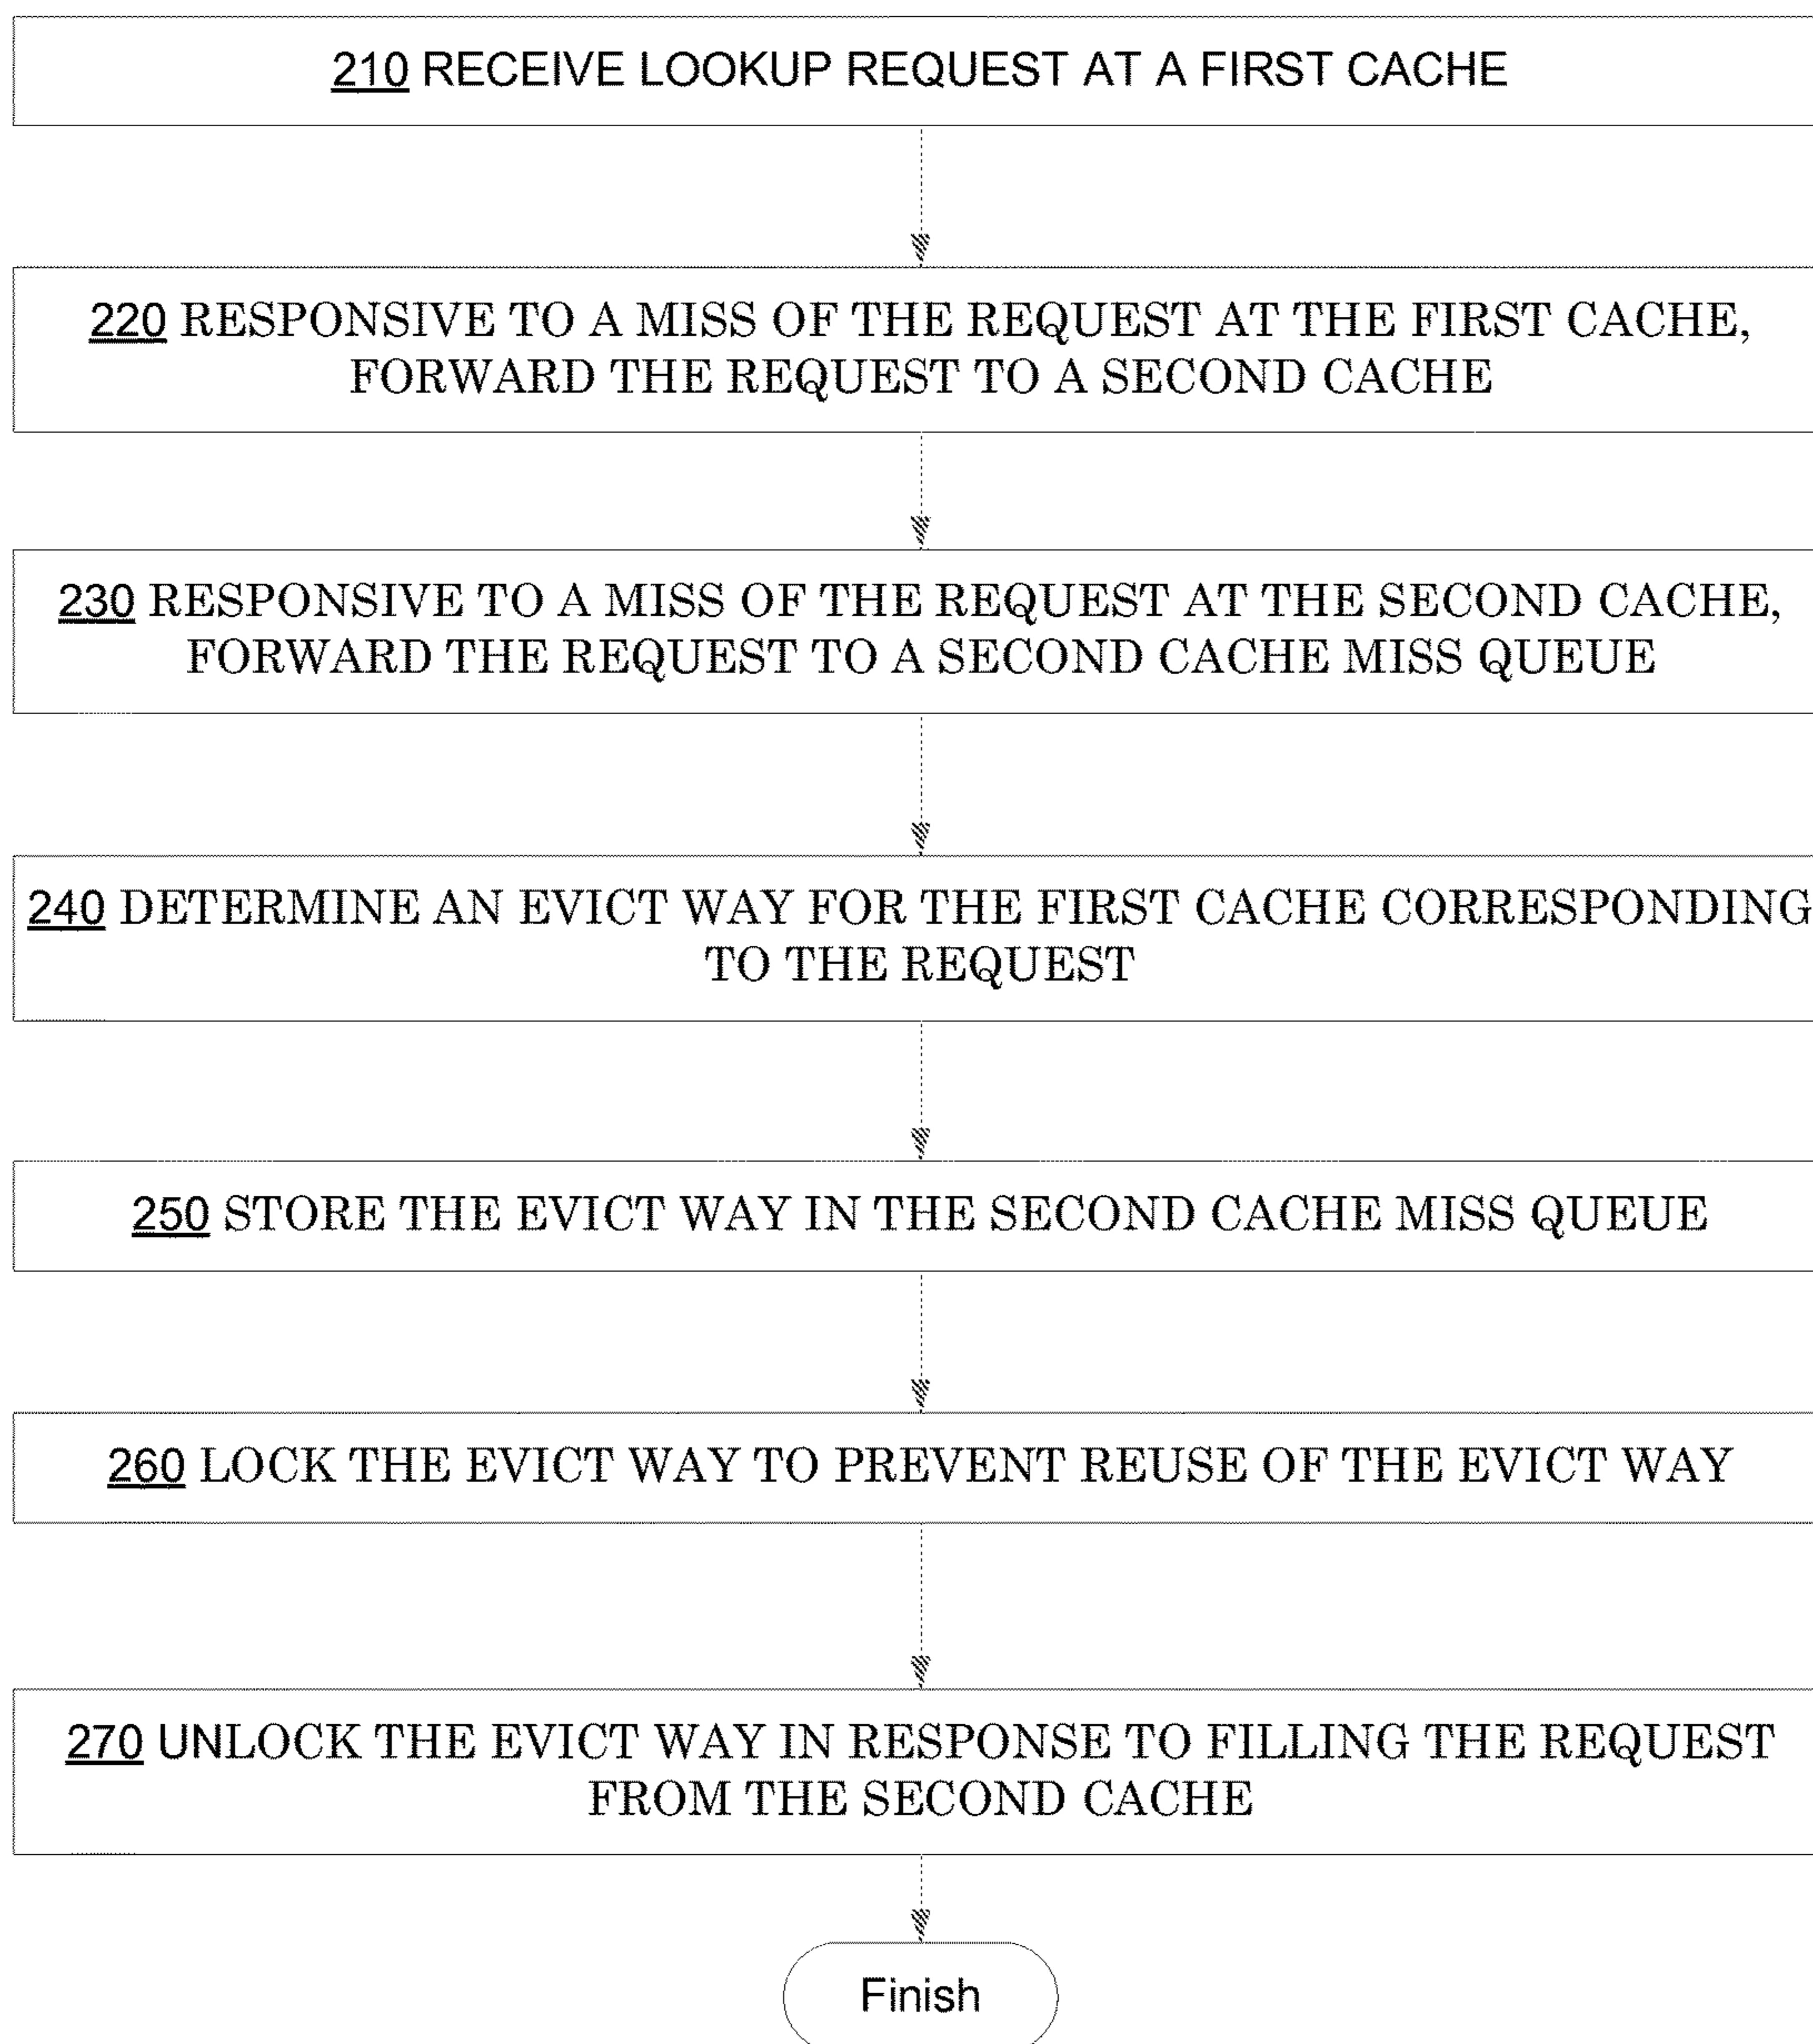 210 RECEIVE LOOKUP REQUEST AT A FIRST CACHE
220 RESPONSIVE TO A MISS OF THE REQUEST AT THE FIRST CACHE,
FORWARD THE REQUEST TO A SECOND CACHE
230 RESPONSIVE TO A MISS OF THE REQUEST AT THE SECOND CACHE,
FORWARD THE REQUEST TO A SECOND CACHE MISS QUEUE
240 DETERMINE AN EVICT WAY FOR THE FIRST CACHE CORRESPONDING
TO THE REQUEST
250 STORE THE EVICT WAY IN THE SECOND CACHE MISS QUEUE
260 LOCK THE EVICT WAY TO PREVENT REUSE OF THE EVICT WAY
270 UNLOCK THE EVICT WAY IN RESPONSE TO FILLING THE REQUEST
FROM THE SECOND CACHE
Finish